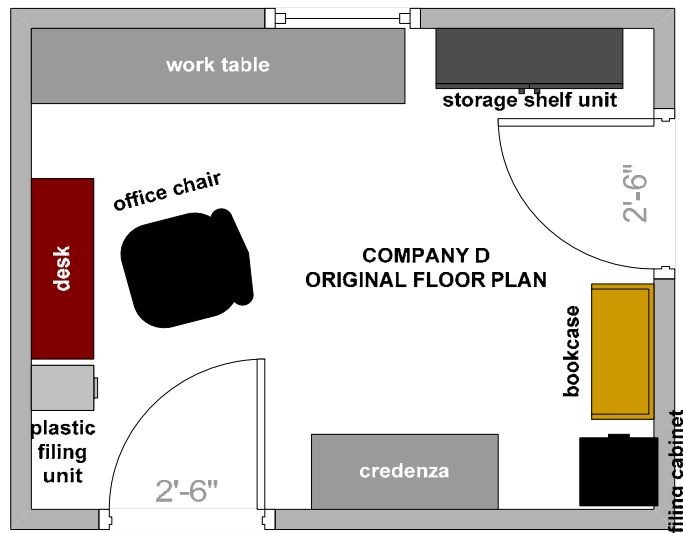 work table
storage shelf unit
office chair
2'-6"
COMPANY D
ORIGINAL FLOOR PLAN
desk
bookcase
plastic
filing
unit
credenza
filing cabinet
2'-6"